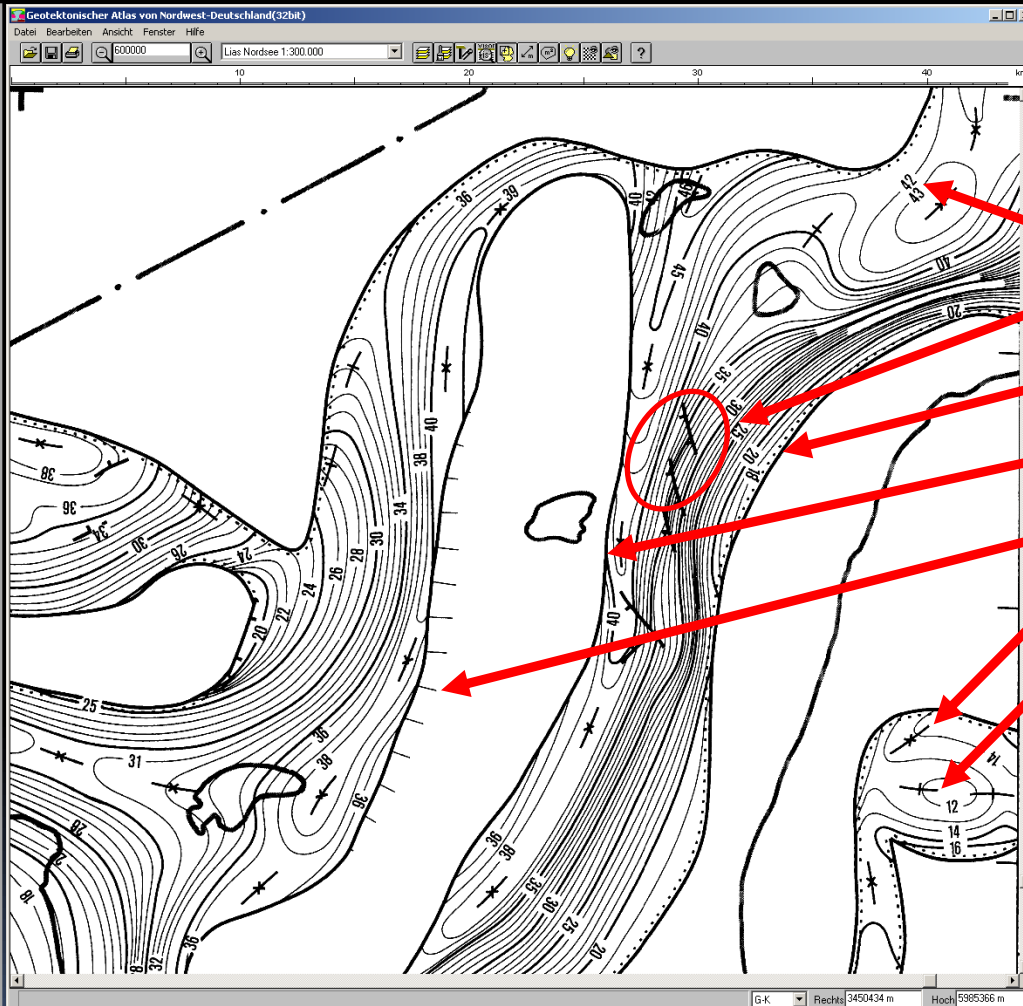 Geotektonischer Atlas von Nordwest-Deutschland(32bit)
Datei Bearbeiten Ansicht Fenster Hilfe
600000 Lias Nordsee 1:300.000 ?
10 20 30 40
36 39 40 42 46 42 43
45 40
40 20
38 35
40 30
36 38 25
34 34 20
30 30 18
26 24 28
26
24
22
20 40
25
36
31 38 14
36 12
28 14
36 16
38
35
18 30
25
36 20
32
G-K Rechts 3450434 m Hoch 5985366 m